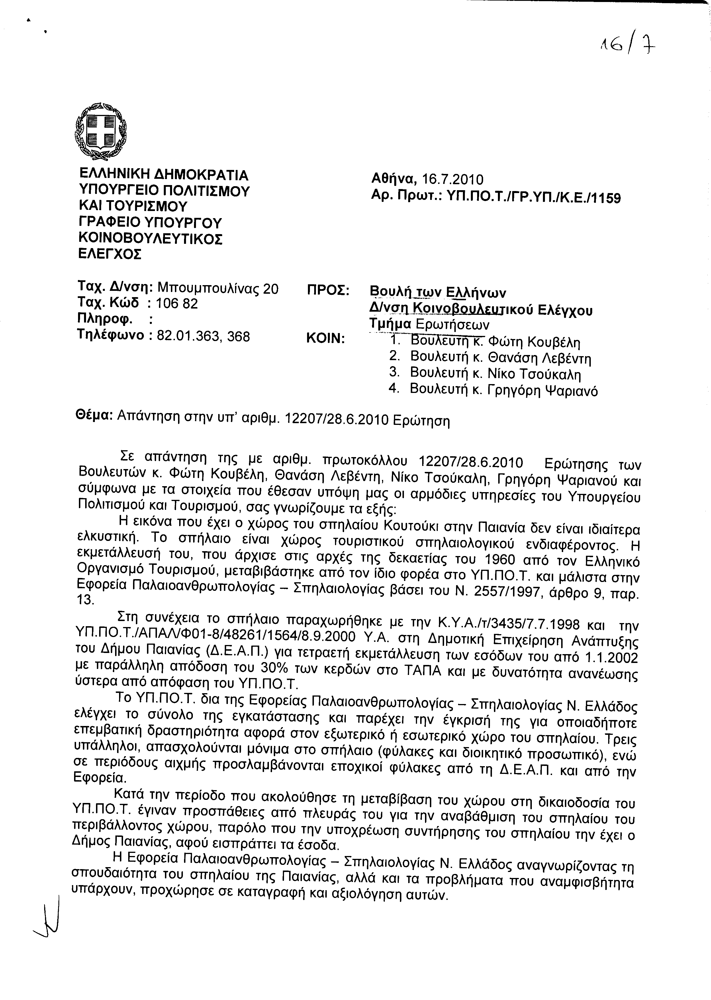 16/7
ΕΛΛΗΝΙΚΗ ΔΗΜΟΚΡΑΤΙΑ
ΥΠΟΥΡΓΕΙΟ ΠΟΛΙΤΙΣΜΟΥ
ΚΑΙ ΤΟΥΡΙΣΜΟΥ
ΓΡΑΦΕΙΟ ΥΠΟΥΡΓΟΥ
ΚΟΙΝΟΒΟΥΛΕΥΤΙΚΟΣ
ΕΛΕΓΧΟΣ
Αθήνα, 16.7.2010
Αρ. Πρωτ.: ΥΠ.ΠΟ.Τ./ΓΡ.ΥΠ./Κ.Ε./1159
Ταχ. Δ/νση: Μπουμπουλίνας 20
Ταχ. Κώδ : 106 82
Πληροφ. :
Τηλέφωνο : 82.01.363, 368
ΠΡΟΣ: Βουλή των Ελλήνων
Δ/νση Κοινοβουλευτικού Ελέγχου
Τμήμα Ερωτήσεων
ΚΟΙΝ: 1. Βουλευτή κ. Φώτη Κουβέλη
2. Βουλευτή κ. Θανάση Λεβέντη
3. Βουλευτή κ. Νίκο Τσούκαλη
4. Βουλευτή κ. Γρηγόρη Ψαριανό
Θέμα: Απάντηση στην υπ’ αριθμ. 12207/28.6.2010 Ερώτηση
Σε απάντηση της με αριθμ. πρωτοκόλλου 12207/28.6.2010 Ερώτησης των
Βουλευτών κ. Φώτη Κουβέλη, Θανάση Λεβέντη, Νίκο Τσούκαλη, Γρηγόρη Ψαριανού και
σύμφωνα με τα στοιχεία που έθεσαν υπόψη μας οι αρμόδιες υπηρεσίες του Υπουργείου
Πολιτισμού και Τουρισμού, σας γνωρίζουμε τα εξής:
Η εικόνα που έχει ο χώρος του σπηλαίου Κουτούκι στην Παιανία δεν είναι ιδιαίτερα
ελκυστική. Το σπήλαιο είναι χώρος τουριστικού σπηλαιολογικού ενδιαφέροντος. Η
εκμετάλλευσή του, που άρχισε στις αρχές της δεκαετίας του 1960 από τον Ελληνικό
Οργανισμό Τουρισμού, μεταβιβάστηκε από τον ίδιο φορέα στο ΥΠ.ΠΟ.Τ. και μάλιστα στην
Εφορεία Παλαιοανθρωπολογίας – Σπηλαιολογίας βάσει του Ν. 2557/1997, άρθρο 9, παρ.
13.
Στη συνέχεια το σπήλαιο παραχωρήθηκε με την Κ.Υ.Α./τ/3435/7.7.1998 και την
ΥΠ.ΠΟ.Τ./ΑΠΑΛ/Φ01-8/48261/1564/8.9.2000 Υ.Α. στη Δημοτική Επιχείρηση Ανάπτυξης
του Δήμου Παιανίας (Δ.Ε.Α.Π.) για τετραετή εκμετάλλευση των εσόδων του από 1.1.2002
με παράλληλη απόδοση του 30% των κερδών στο ΤΑΠΑ και με δυνατότητα ανανέωσης
ύστερα από απόφαση του ΥΠ.ΠΟ.Τ.
Το ΥΠ.ΠΟ.Τ. δια της Εφορείας Παλαιοανθρωπολογίας – Σπηλαιολογίας Ν. Ελλάδος
ελέγχει το σύνολο της εγκατάστασης και παρέχει την έγκρισή της για οποιαδήποτε
επεμβατική δραστηριότητα αφορά στον εξωτερικό ή εσωτερικό χώρο του σπηλαίου. Τρεις
υπάλληλοι, απασχολούνται μόνιμα στο σπήλαιο (φύλακες και διοικητικό προσωπικό), ενώ
σε περιόδους αιχμής προσλαμβάνονται εποχικοί φύλακες από τη Δ.Ε.Α.Π. και από την
Εφορεία.
Κατά την περίοδο που ακολούθησε τη μεταβίβαση του χώρου στη δικαιοδοσία του
ΥΠ.ΠΟ.Τ. έγιναν προσπάθειες από πλευράς του για την αναβάθμιση του σπηλαίου του
περιβάλλοντος χώρου, παρόλο που την υποχρέωση συντήρησης του σπηλαίου την έχει ο
Δήμος Παιανίας, αφού εισπράττει τα έσοδα.
Η Εφορεία Παλαιοανθρωπολογίας – Σπηλαιολογίας Ν. Ελλάδος αναγνωρίζοντας τη
σπουδαιότητα του σπηλαίου της Παιανίας, αλλά και τα προβλήματα που αναμφισβήτητα
υπάρχουν, προχώρησε σε καταγραφή και αξιολόγηση αυτών.